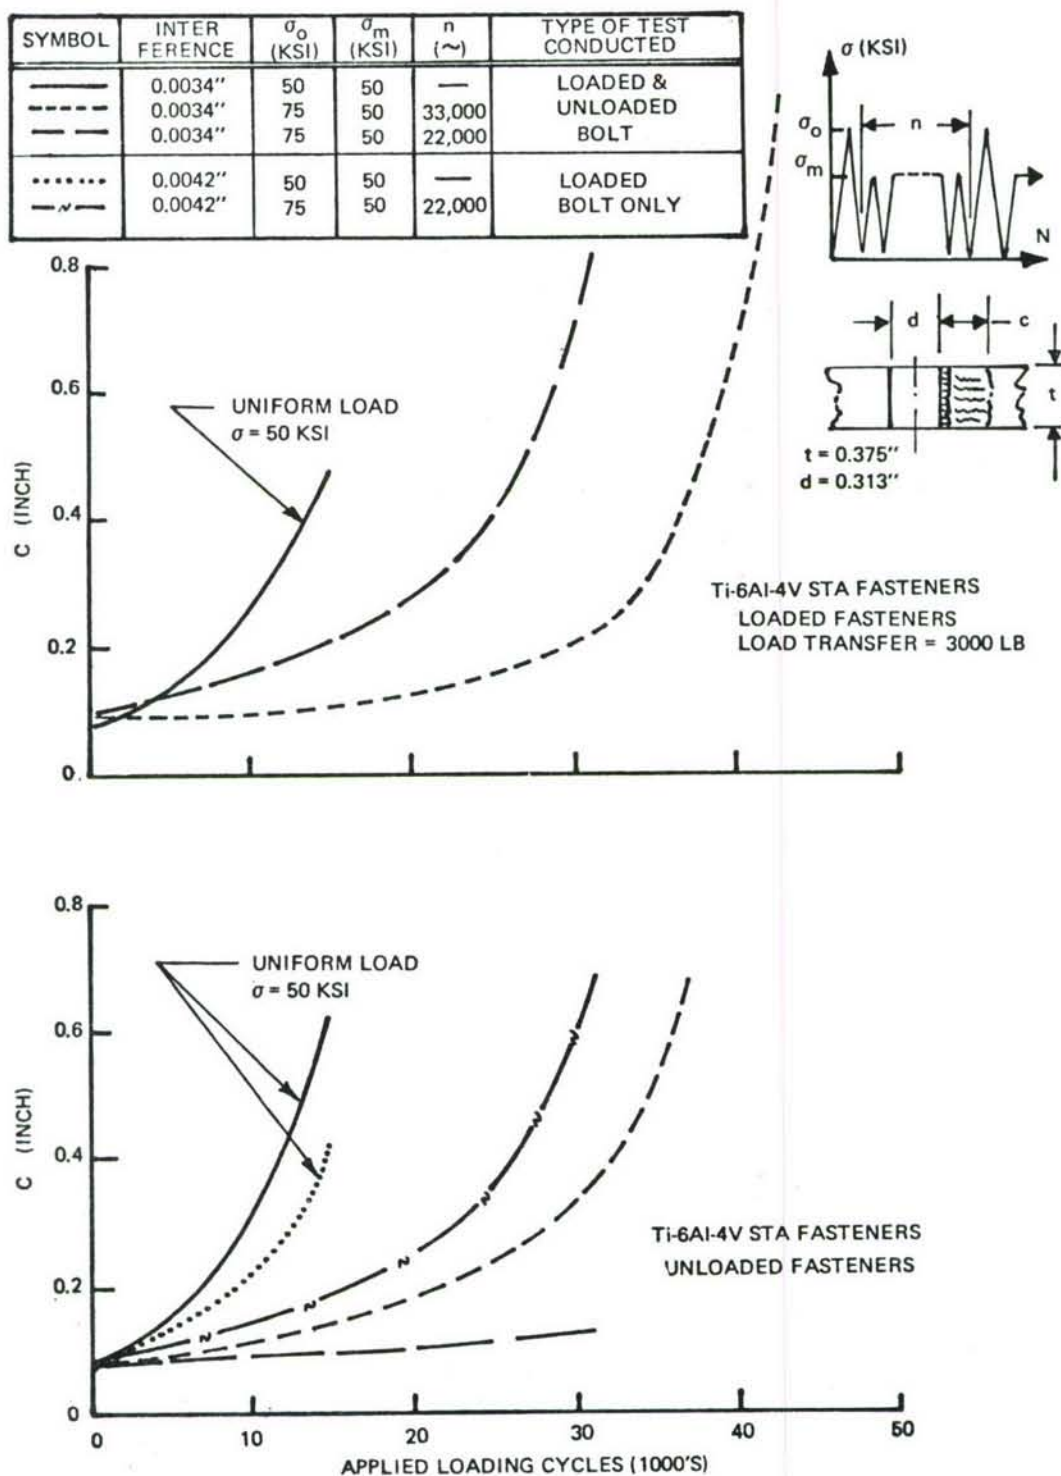 SYMBOL INTER FERENCE σo (KSI) σm (KSI) n (~) TYPE OF TEST CONDUCTED
0.0034" 50 50 — LOADED &
0.0034" 75 50 33,000 UNLOADED
0.0034" 75 50 22,000 BOLT
0.0042" 50 50 — LOADED
0.0042" 75 50 22,000 BOLT ONLY
σ (KSI)
σo
n
σm
N
d
c
t
t = 0.375"
d = 0.313"
0.8
0.6
0.4
0.2
0.
C (INCH)
UNIFORM LOAD
σ = 50 KSI
Ti-6Al-4V STA FASTENERS
LOADED FASTENERS
LOAD TRANSFER = 3000 LB
10
20
30
40
50
0.8
0.6
0.4
0.2
0
C (INCH)
UNIFORM LOAD
σ = 50 KSI
Ti-6Al-4V STA FASTENERS
UNLOADED FASTENERS
0
10
20
30
40
50
APPLIED LOADING CYCLES (1000'S)